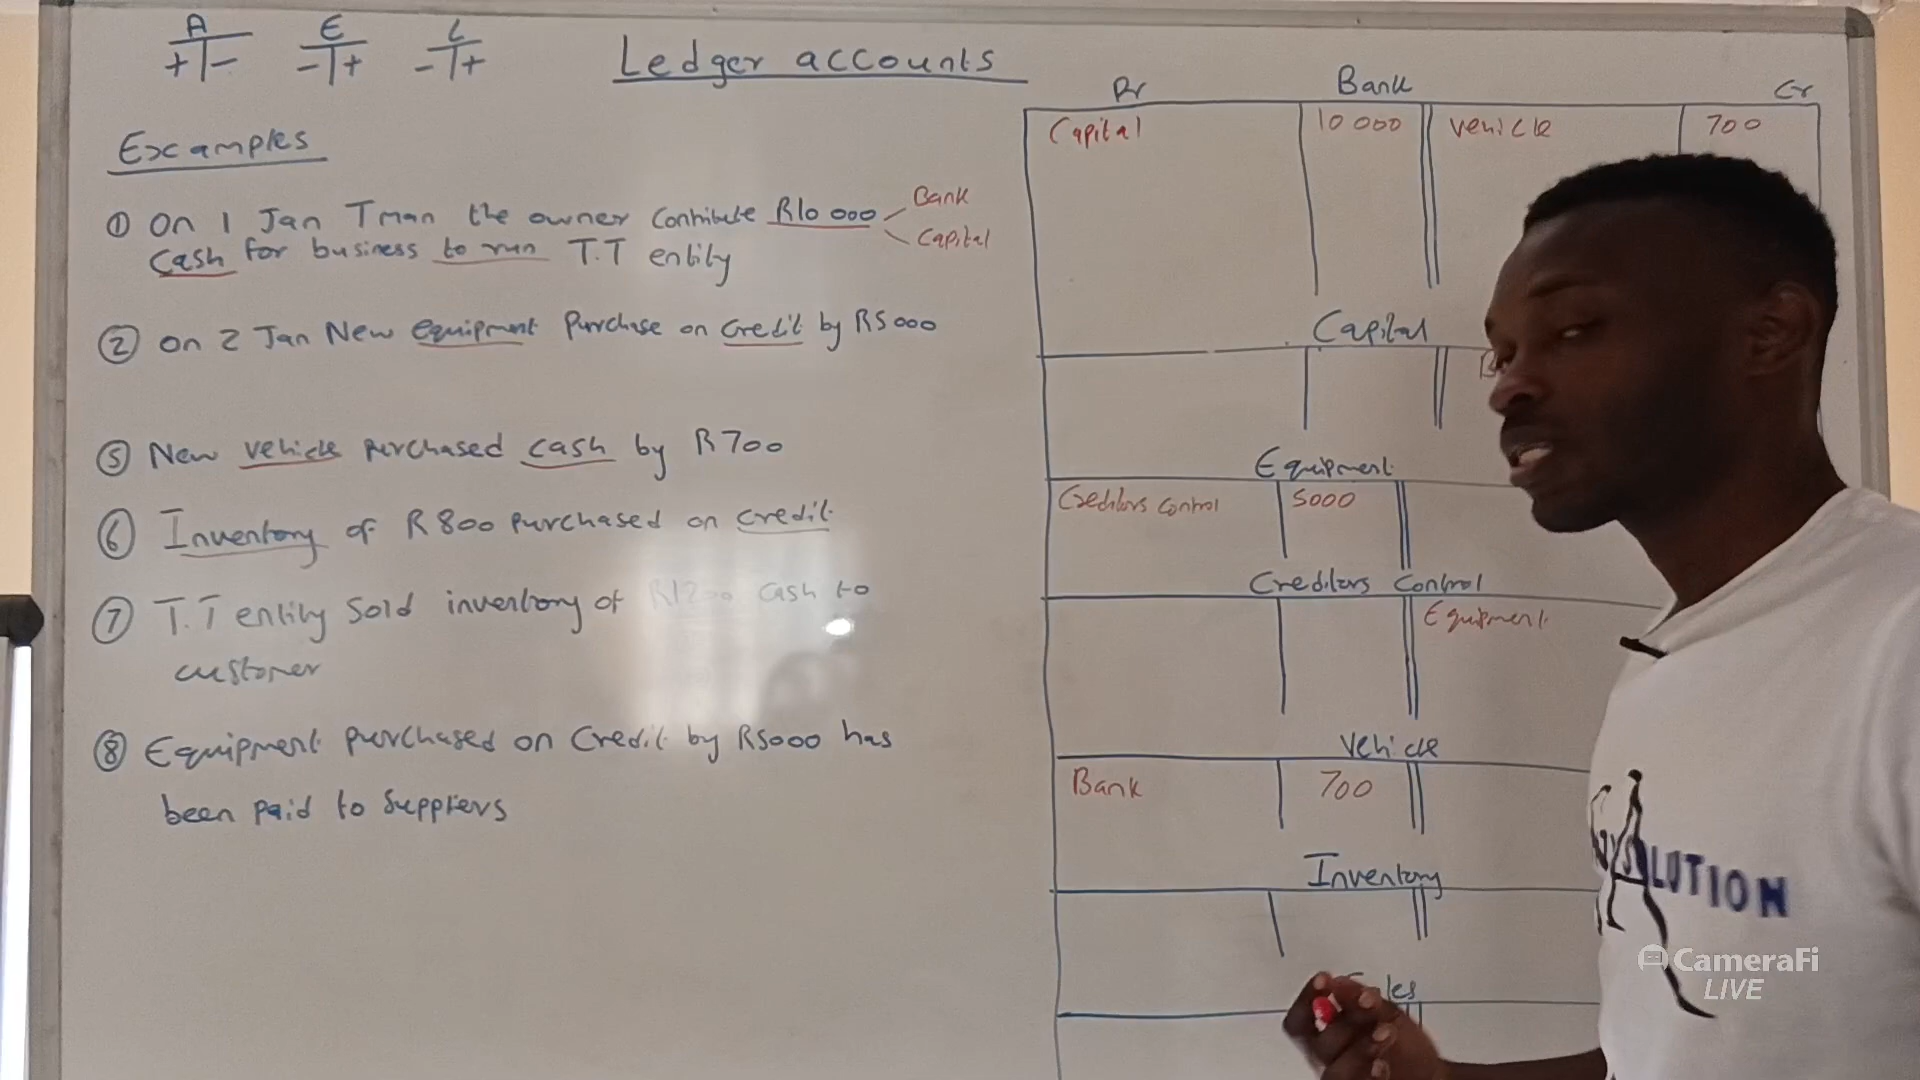 A E L
+ - - + - +
Ledger accounts
Examples
① On 1 Jan Tman the owner Contribute R10 000 Bank
Capital
Cash for business to run T.T entity
② on 2 Jan New equipment Purchase on credit by R5000
⑤ New vehicle purchased cash by R700
⑥ Inventory of R800 purchased on credit
⑦ T.T entity Sold inventory of R1200 cash to
customer
⑧ Equipment purchased on Credit by R5000 has
been paid to Suppliers
Dr Bank Cr
Capital 10 000 vehicle 700
Capital
Equipment
Creditors control 5000
Creditors Control
Equipment
Vehicle
Bank 700
Inventory
LUTION
CameraFi
LIVE